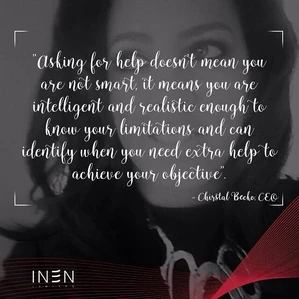 "Asking for help doesn't mean you
are not smart, it means you are
intelligent and realistic enough to
know your limitations and can
identify when you need extra help to
achieve your objective".
- Christal Becko, CEO
INEN